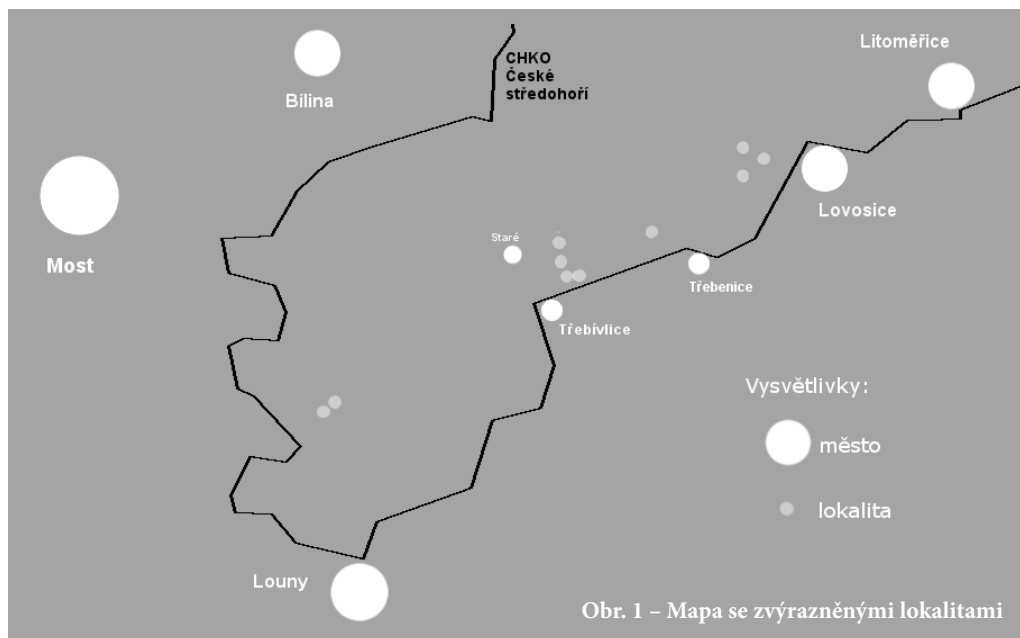 CHKO
České
středohoří
Litoměřice
Bílina
Lovosice
Most
Staré
Třebenice
Třebívlice
Vysvětlivky:
město
lokalita
Louny
Obr. 1 – Mapa se zvýrazněnými lokalitami